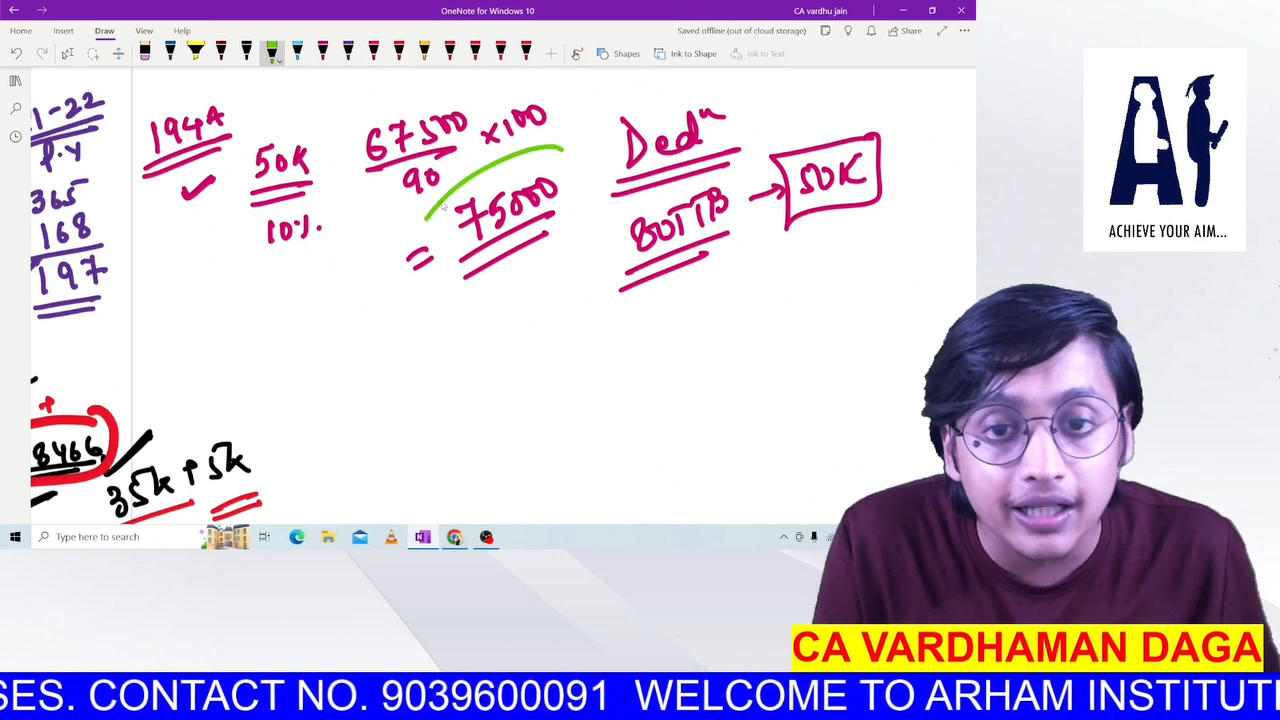 OneNote for Windows 10
CA vardhu jain
Home Insert Draw View Help
Saved offline (out of cloud storage)
Share
Shapes
Ink to Shape
Ink to Text
1-22
P.Y
365
168
197
194A
50K
10%.
67500 × 100
90
= 75000
Dedn
80TTB → 50K
8466
35k + 5k
Type here to search
ACHIEVE YOUR AIM...
CA VARDHAMAN DAGA
SES. CONTACT NO. 9039600091 WELCOME TO ARHAM INSTITUT